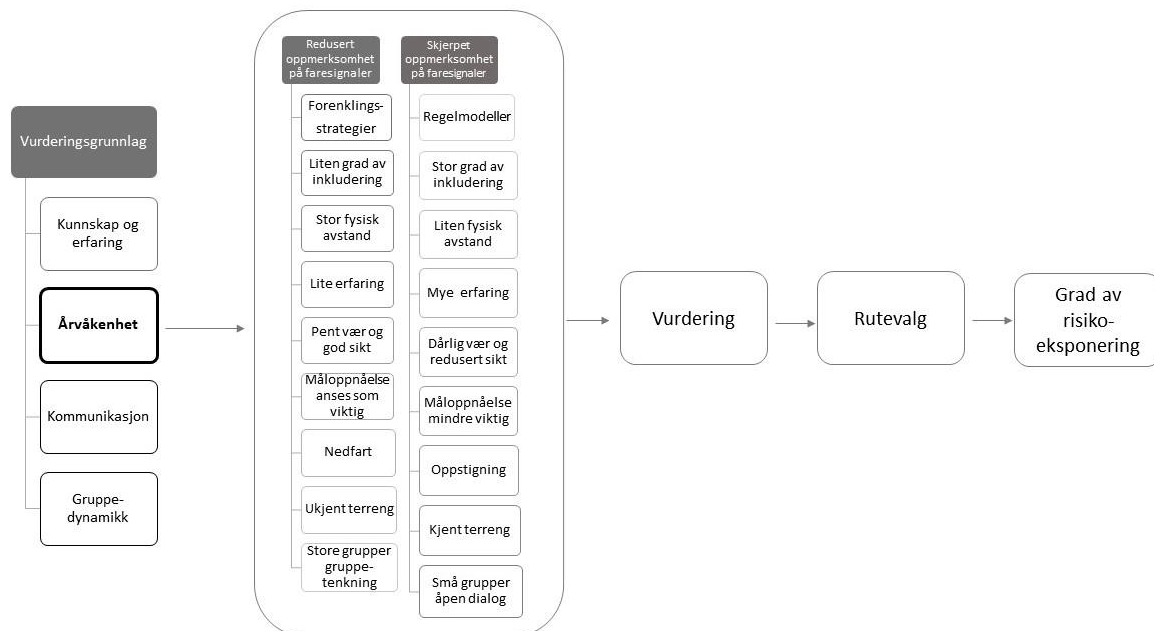 Vurderingsgrunnlag
Kunnskap og
erfaring
Årvåkenhet
Kommunikasjon
Gruppe-
dynamikk
Redusert
oppmerksomhet
på faresignaler
Forenklings-
strategier
Liten grad av
inkludering
Stor fysisk
avstand
Lite erfaring
Pent vær og
god sikt
Måloppnåelse
anses som
viktig
Nedfart
Ukjent terreng
Store grupper
gruppe-
tenkning
Skjerpet
oppmerksomhet
på faresignaler
Regelmodeller
Stor grad av
inkludering
Liten fysisk
avstand
Mye erfaring
Dårlig vær og
redusert sikt
Måloppnåelse
mindre viktig
Oppstigning
Kjent terreng
Små grupper
åpen dialog
Vurdering
Rutevalg
Grad av
risiko-
eksponering